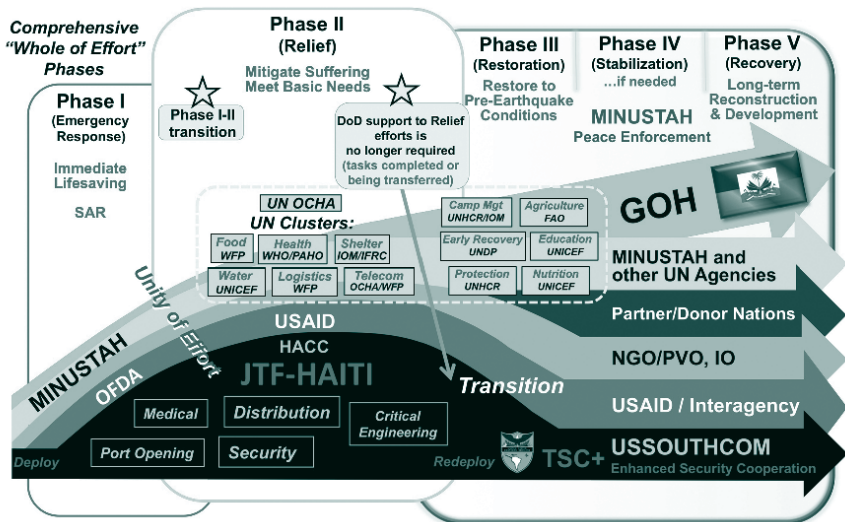 Comprehensive
“Whole of Effort”
Phases
Phase I
(Emergency
Response)
Immediate
Lifesaving
SAR
Phase II
(Relief)
Mitigate Suffering
Meet Basic Needs
Phase I-II
transition
DoD support to Relief
efforts is
no longer required
(tasks completed or
being transferred)
Phase III
(Restoration)
Restore to
Pre-Earthquake
Conditions
Phase IV
(Stabilization)
...if needed
MINUSTAH
Peace Enforcement
Phase V
(Recovery)
Long-term
Reconstruction
& Development
UN OCHA
UN Clusters:
Food
WFP
Health
WHO/PAHO
Shelter
IOM/IFRC
Water
UNICEF
Logistics
WFP
Telecom
OCHA/WFP
Camp Mgt
UNHCR/IOM
Agriculture
FAO
Early Recovery
UNDP
Education
UNICEF
Protection
UNHCR
Nutrition
UNICEF
GOH
MINUSTAH and
other UN Agencies
Partner/Donor Nations
NGO/PVO, IO
USAID / Interagency
USSOUTHCOM
Enhanced Security Cooperation
Unity of Effort
MINUSTAH
OFDA
USAID
HACC
JTF-HAITI
Medical
Distribution
Critical
Engineering
Port Opening
Security
Transition
Deploy
Redeploy
TSC+